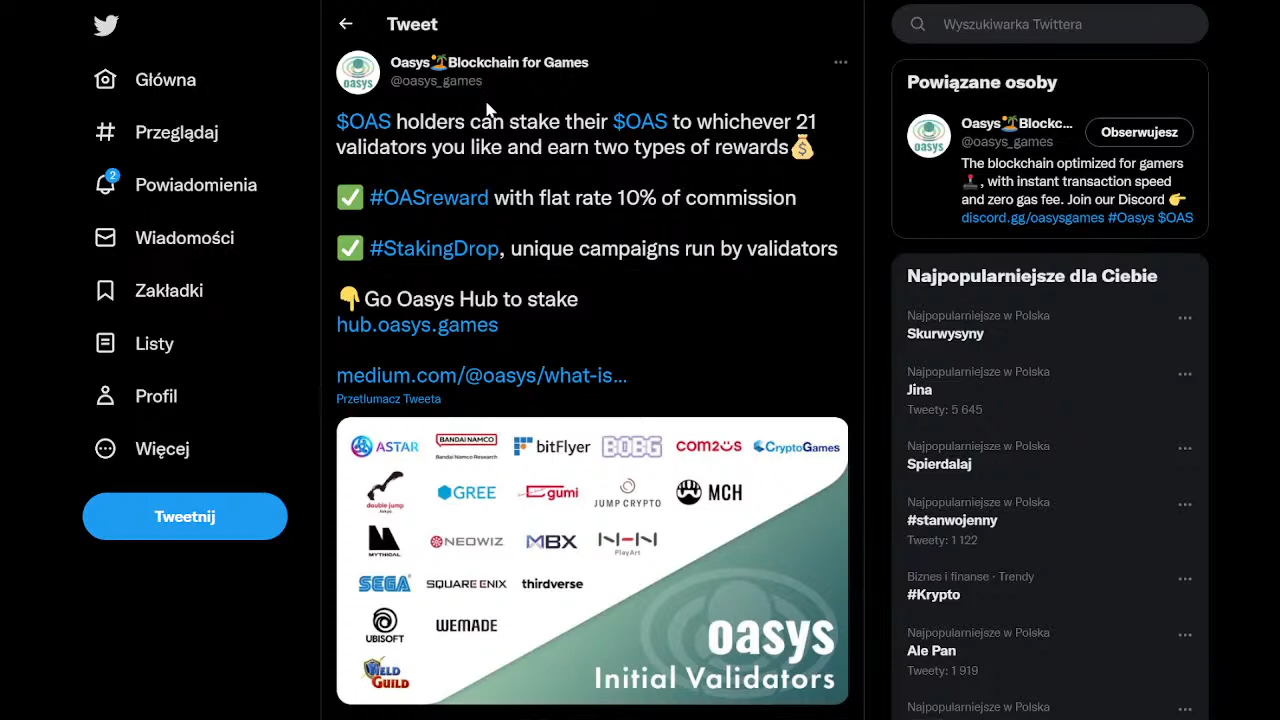 Główna
Przeglądaj
2
Powiadomienia
Wiadomości
Zakładki
Listy
Profil
Więcej
Tweetnij
Tweet
oasys
Oasys🏝️Blockchain for Games
@oasys_games
$OAS holders can stake their $OAS to whichever 21
validators you like and earn two types of rewards💰
✅ #OASreward with flat rate 10% of commission
✅ #StakingDrop, unique campaigns run by validators
👇Go Oasys Hub to stake
hub.oasys.games
medium.com/@oasys/what-is...
Przetłumacz Tweeta
ASTAR BANDAI NAMCO Bandai Namco Research bitFlyer BOBG COM2US CryptoGames
double jump.tokyo GREE gumi JUMP CRYPTO MCH
MYTHICAL NEOWIZ MBX NHN PlayArt
SEGA SQUARE ENIX thirdverse
UBISOFT WEMADE
YIELD GUILD
oasys
Initial Validators
Wyszukiwarka Twittera
Powiązane osoby
oasys
Oasys🏝️Blockc...
@oasys_games
Obserwujesz
The blockchain optimized for gamers
🕹️, with instant transaction speed
and zero gas fee. Join our Discord 👉
discord.gg/oasysgames #Oasys $OAS
Najpopularniejsze dla Ciebie
Najpopularniejsze w Polska
Skurwysyny
Najpopularniejsze w Polska
Jina
Tweety: 5 645
Najpopularniejsze w Polska
Spierdalaj
Najpopularniejsze w Polska
#stanwojenny
Tweety: 1 122
Biznes i finanse · Trendy
#Krypto
Najpopularniejsze w Polska
Ale Pan
Tweety: 1 919
Najpopularniejsze w Polska